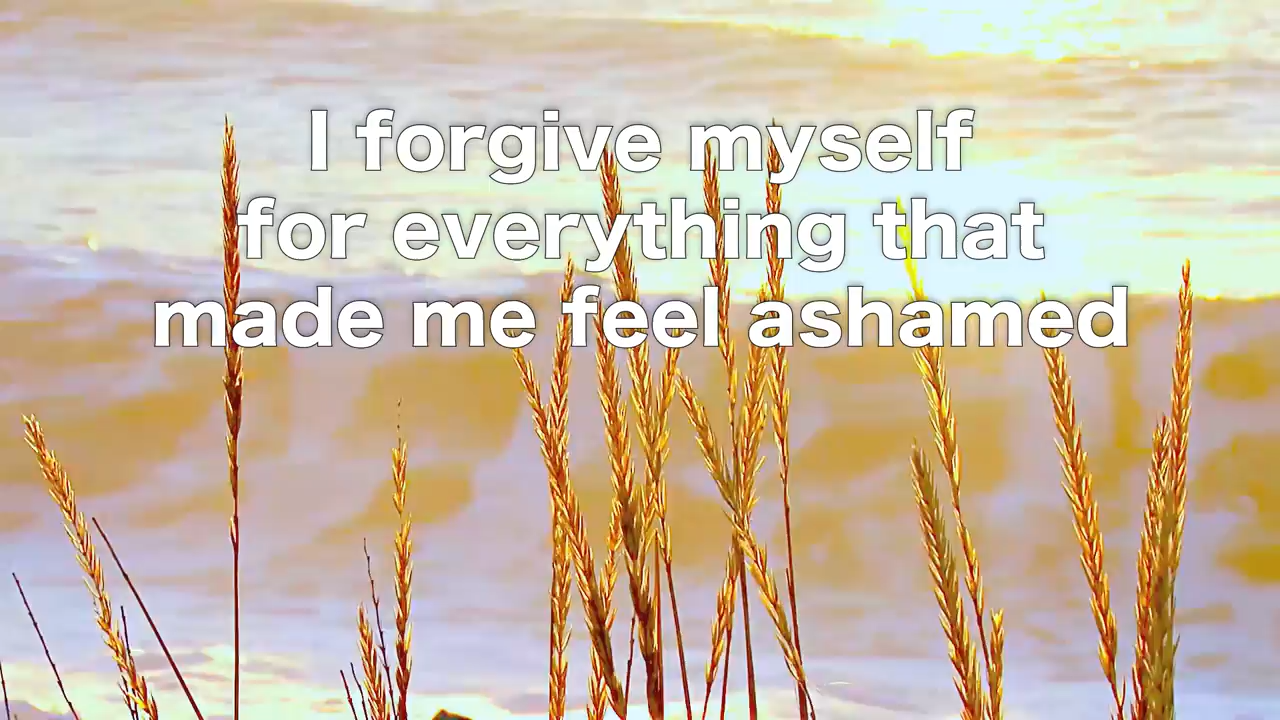 I forgive myself
for everything that
made me feel ashamed